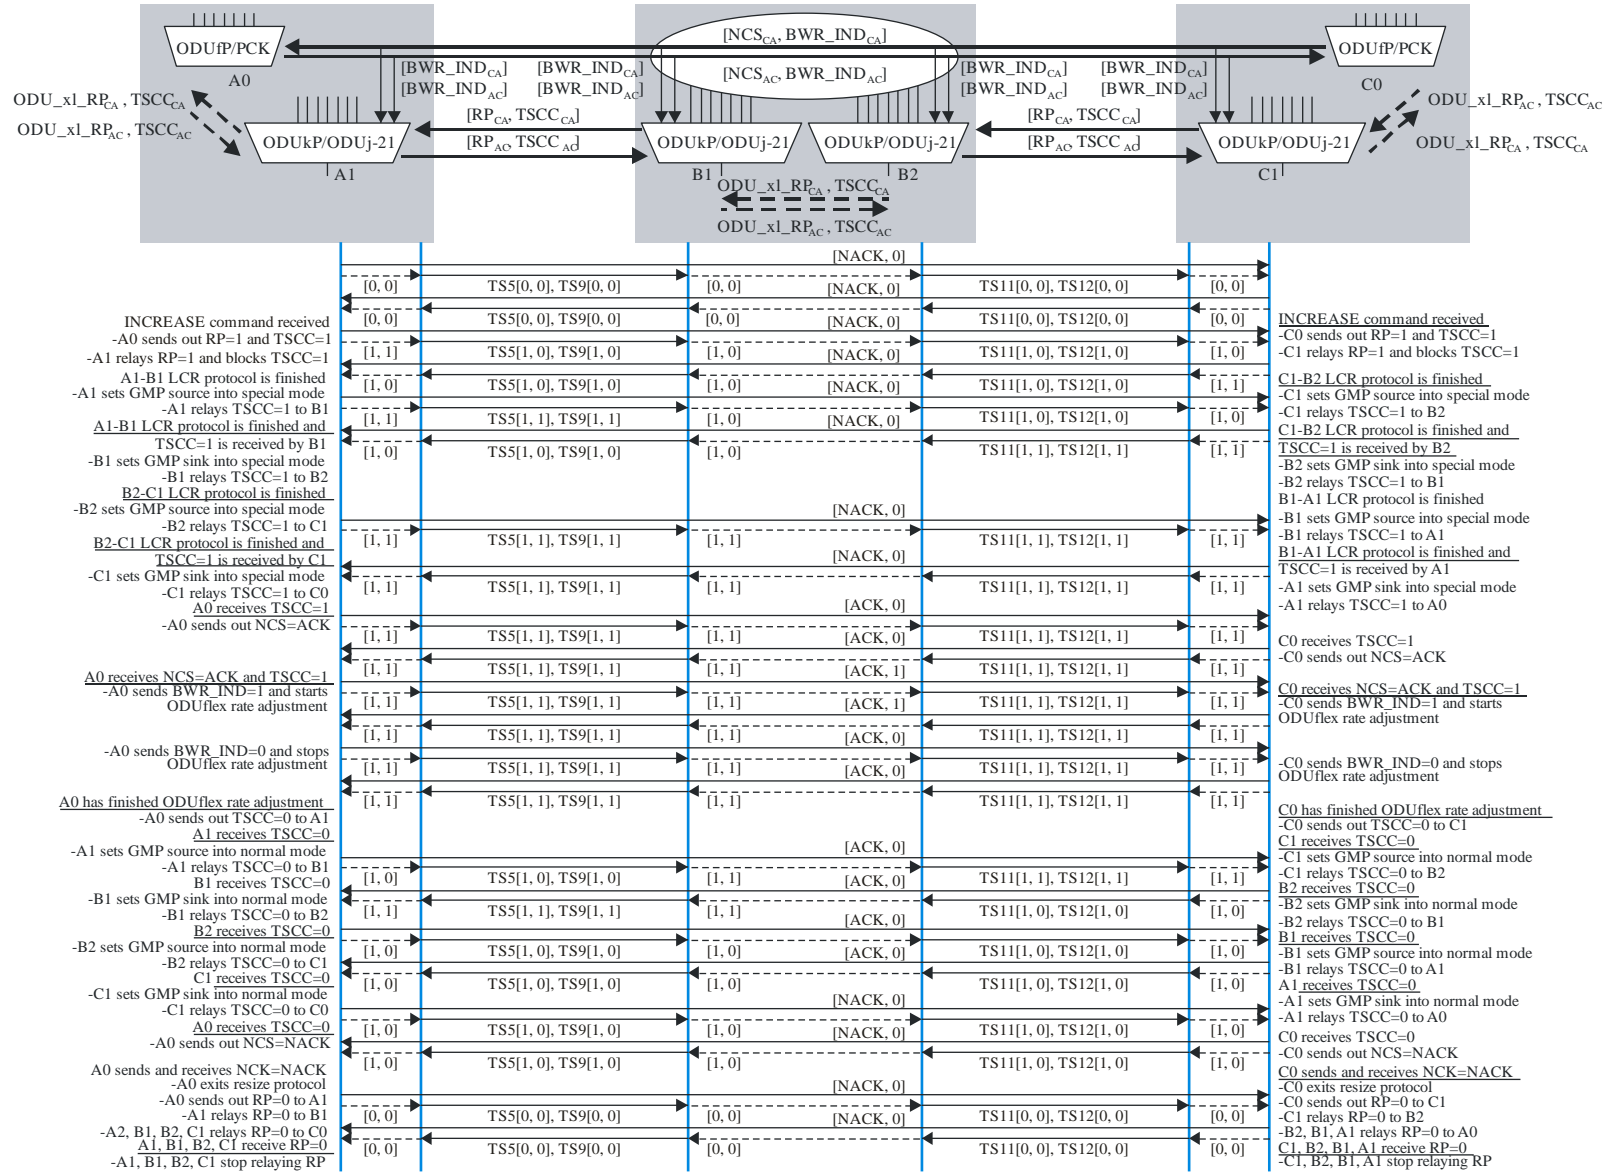 ODUfP/PCK
A0
[NCSCA, BWR_INDCA]
[NCSAC, BWR_INDAC]
ODUfP/PCK
C0
[BWR_INDCA]
[BWR_INDAC]
[BWR_INDCA]
[BWR_INDAC]
[BWR_INDCA]
[BWR_INDAC]
[BWR_INDCA]
[BWR_INDAC]
ODU_xl_RPCA, TSCCCA
ODU_xl_RPAC, TSCCAC
ODUkP/ODUj-21
A1
[RPCA, TSCCCA]
[RPAC, TSCCAC]
ODUkP/ODUj-21
B1
ODUkP/ODUj-21
B2
[RPCA, TSCCCA]
[RPAC, TSCCAC]
ODUkP/ODUj-21
C1
ODU_xl_RPAC, TSCCAC
ODU_xl_RPCA, TSCCCA
ODU_xl_RPCA, TSCCCA
ODU_xl_RPAC, TSCCAC
[NACK, 0]
[0, 0] TS5[0, 0], TS9[0, 0] [0, 0] [NACK, 0] TS11[0, 0], TS12[0, 0] [0, 0]
[0, 0] TS5[0, 0], TS9[0, 0] [0, 0] [NACK, 0] TS11[0, 0], TS12[0, 0] [0, 0]
[1, 1] TS5[1, 0], TS9[1, 0] [1, 0] [NACK, 0] TS11[1, 0], TS12[1, 0] [1, 0]
[1, 0] TS5[1, 0], TS9[1, 0] [1, 0] [NACK, 0] TS11[1, 0], TS12[1, 0] [1, 1]
[1, 1] TS5[1, 1], TS9[1, 1] [1, 0] [NACK, 0] TS11[1, 0], TS12[1, 0] [1, 0]
[1, 0] TS5[1, 0], TS9[1, 0] [1, 0] TS11[1, 1], TS12[1, 1] [1, 1]
[NACK, 0]
[1, 1] TS5[1, 1], TS9[1, 1] [1, 1] TS11[1, 1], TS12[1, 1] [1, 1]
[NACK, 0]
[1, 1] TS5[1, 1], TS9[1, 1] [1, 1] TS11[1, 1], TS12[1, 1] [1, 1]
[ACK, 0]
[1, 1] TS5[1, 1], TS9[1, 1] [1, 1] [ACK, 0] TS11[1, 1], TS12[1, 1] [1, 1]
[1, 1] TS5[1, 1], TS9[1, 1] [1, 1] [ACK, 1] TS11[1, 1], TS12[1, 1] [1, 1]
[1, 1] TS5[1, 1], TS9[1, 1] [1, 1] [ACK, 1] TS11[1, 1], TS12[1, 1] [1, 1]
[1, 1] TS5[1, 1], TS9[1, 1] [1, 1] [ACK, 0] TS11[1, 1], TS12[1, 1] [1, 1]
[1, 1] TS5[1, 1], TS9[1, 1] [1, 1] [ACK, 0] TS11[1, 1], TS12[1, 1] [1, 1]
[1, 1] TS5[1, 1], TS9[1, 1] [1, 1] TS11[1, 1], TS12[1, 1] [1, 1]
[ACK, 0]
[1, 0] TS5[1, 0], TS9[1, 0] [1, 1] [ACK, 0] TS11[1, 1], TS12[1, 1] [1, 1]
[1, 1] TS5[1, 1], TS9[1, 1] [1, 1] TS11[1, 0], TS12[1, 0] [1, 0]
[ACK, 0]
[1, 0] TS5[1, 0], TS9[1, 0] [1, 0] [ACK, 0] TS11[1, 0], TS12[1, 0] [1, 0]
[1, 0] TS5[1, 0], TS9[1, 0] [1, 0] TS11[1, 0], TS12[1, 0] [1, 0]
[NACK, 0]
[1, 0] TS5[1, 0], TS9[1, 0] [1, 0] [NACK, 0] TS11[1, 0], TS12[1, 0] [1, 0]
[1, 0] TS5[1, 0], TS9[1, 0] [1, 0] TS11[1, 0], TS12[1, 0] [1, 0]
[NACK, 0]
[0, 0] TS5[0, 0], TS9[0, 0] [0, 0] [NACK, 0] TS11[0, 0], TS12[0, 0] [0, 0]
[0, 0] TS5[0, 0], TS9[0, 0] [0, 0] TS11[0, 0], TS12[0, 0] [0, 0]
INCREASE command received
-A0 sends out RP=1 and TSCC=1
-A1 relays RP=1 and blocks TSCC=1
A1-B1 LCR protocol is finished
-A1 sets GMP source into special mode
-A1 relays TSCC=1 to B1
A1-B1 LCR protocol is finished and
TSCC=1 is received by B1
-B1 sets GMP sink into special mode
-B1 relays TSCC=1 to B2
B2-C1 LCR protocol is finished
-B2 sets GMP source into special mode
-B2 relays TSCC=1 to C1
B2-C1 LCR protocol is finished and
TSCC=1 is received by C1
-C1 sets GMP sink into special mode
-C1 relays TSCC=1 to C0
A0 receives TSCC=1
-A0 sends out NCS=ACK
A0 receives NCS=ACK and TSCC=1
-A0 sends BWR_IND=1 and starts
ODUflex rate adjustment
-A0 sends BWR_IND=0 and stops
ODUflex rate adjustment
A0 has finished ODUflex rate adjustment
-A0 sends out TSCC=0 to A1
A1 receives TSCC=0
-A1 sets GMP source into normal mode
-A1 relays TSCC=0 to B1
B1 receives TSCC=0
-B1 sets GMP sink into normal mode
-B1 relays TSCC=0 to B2
B2 receives TSCC=0
-B2 sets GMP source into normal mode
-B2 relays TSCC=0 to C1
C1 receives TSCC=0
-C1 sets GMP sink into normal mode
-C1 relays TSCC=0 to C0
A0 receives TSCC=0
-A0 sends out NCS=NACK
A0 sends and receives NCK=NACK
-A0 exits resize protocol
-A0 sends out RP=0 to A1
-A1 relays RP=0 to B1
-A2, B1, B2, C1 relays RP=0 to C0
A1, B1, B2, C1 receive RP=0
-A1, B1, B2, C1 stop relaying RP
INCREASE command received
-C0 sends out RP=1 and TSCC=1
-C1 relays RP=1 and blocks TSCC=1
C1-B2 LCR protocol is finished
-C1 sets GMP source into special mode
-C1 relays TSCC=1 to B2
C1-B2 LCR protocol is finished and
TSCC=1 is received by B2
-B2 sets GMP sink into special mode
-B2 relays TSCC=1 to B1
B1-A1 LCR protocol is finished
-B1 sets GMP source into special mode
-B1 relays TSCC=1 to A1
B1-A1 LCR protocol is finished and
TSCC=1 is received by A1
-A1 sets GMP sink into special mode
-A1 relays TSCC=1 to A0
C0 receives TSCC=1
-C0 sends out NCS=ACK
C0 receives NCS=ACK and TSCC=1
-C0 sends BWR_IND=1 and starts
ODUflex rate adjustment
-C0 sends BWR_IND=0 and stops
ODUflex rate adjustment
C0 has finished ODUflex rate adjustment
-C0 sends out TSCC=0 to C1
C1 receives TSCC=0
-C1 sets GMP source into normal mode
-C1 relays TSCC=0 to B2
B2 receives TSCC=0
-B2 sets GMP sink into normal mode
-B2 relays TSCC=0 to B1
B1 receives TSCC=0
-B1 sets GMP source into normal mode
-B1 relays TSCC=0 to A1
A1 receives TSCC=0
-A1 sets GMP sink into normal mode
-A1 relays TSCC=0 to A0
C0 receives TSCC=0
-C0 sends out NCS=NACK
C0 sends and receives NCK=NACK
-C0 exits resize protocol
-C0 sends out RP=0 to C1
-C1 relays RP=0 to B2
-B2, B1, A1 relays RP=0 to A0
C1, B2, B1, A1 receive RP=0
-C1, B2, B1, A1 stop relaying RP